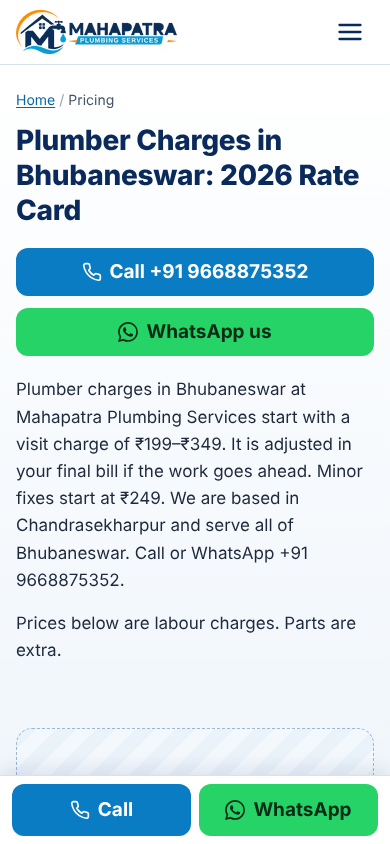 MAHAPATRA
PLUMBING SERVICES
Home / Pricing
Plumber Charges in
Bhubaneswar: 2026 Rate
Card
Call +91 9668875352
WhatsApp us
Plumber charges in Bhubaneswar at
Mahapatra Plumbing Services start with a
visit charge of ₹199–₹349. It is adjusted in
your final bill if the work goes ahead. Minor
fixes start at ₹249. We are based in
Chandrasekharpur and serve all of
Bhubaneswar. Call or WhatsApp +91
9668875352.
Prices below are labour charges. Parts are
extra.
Call
WhatsApp